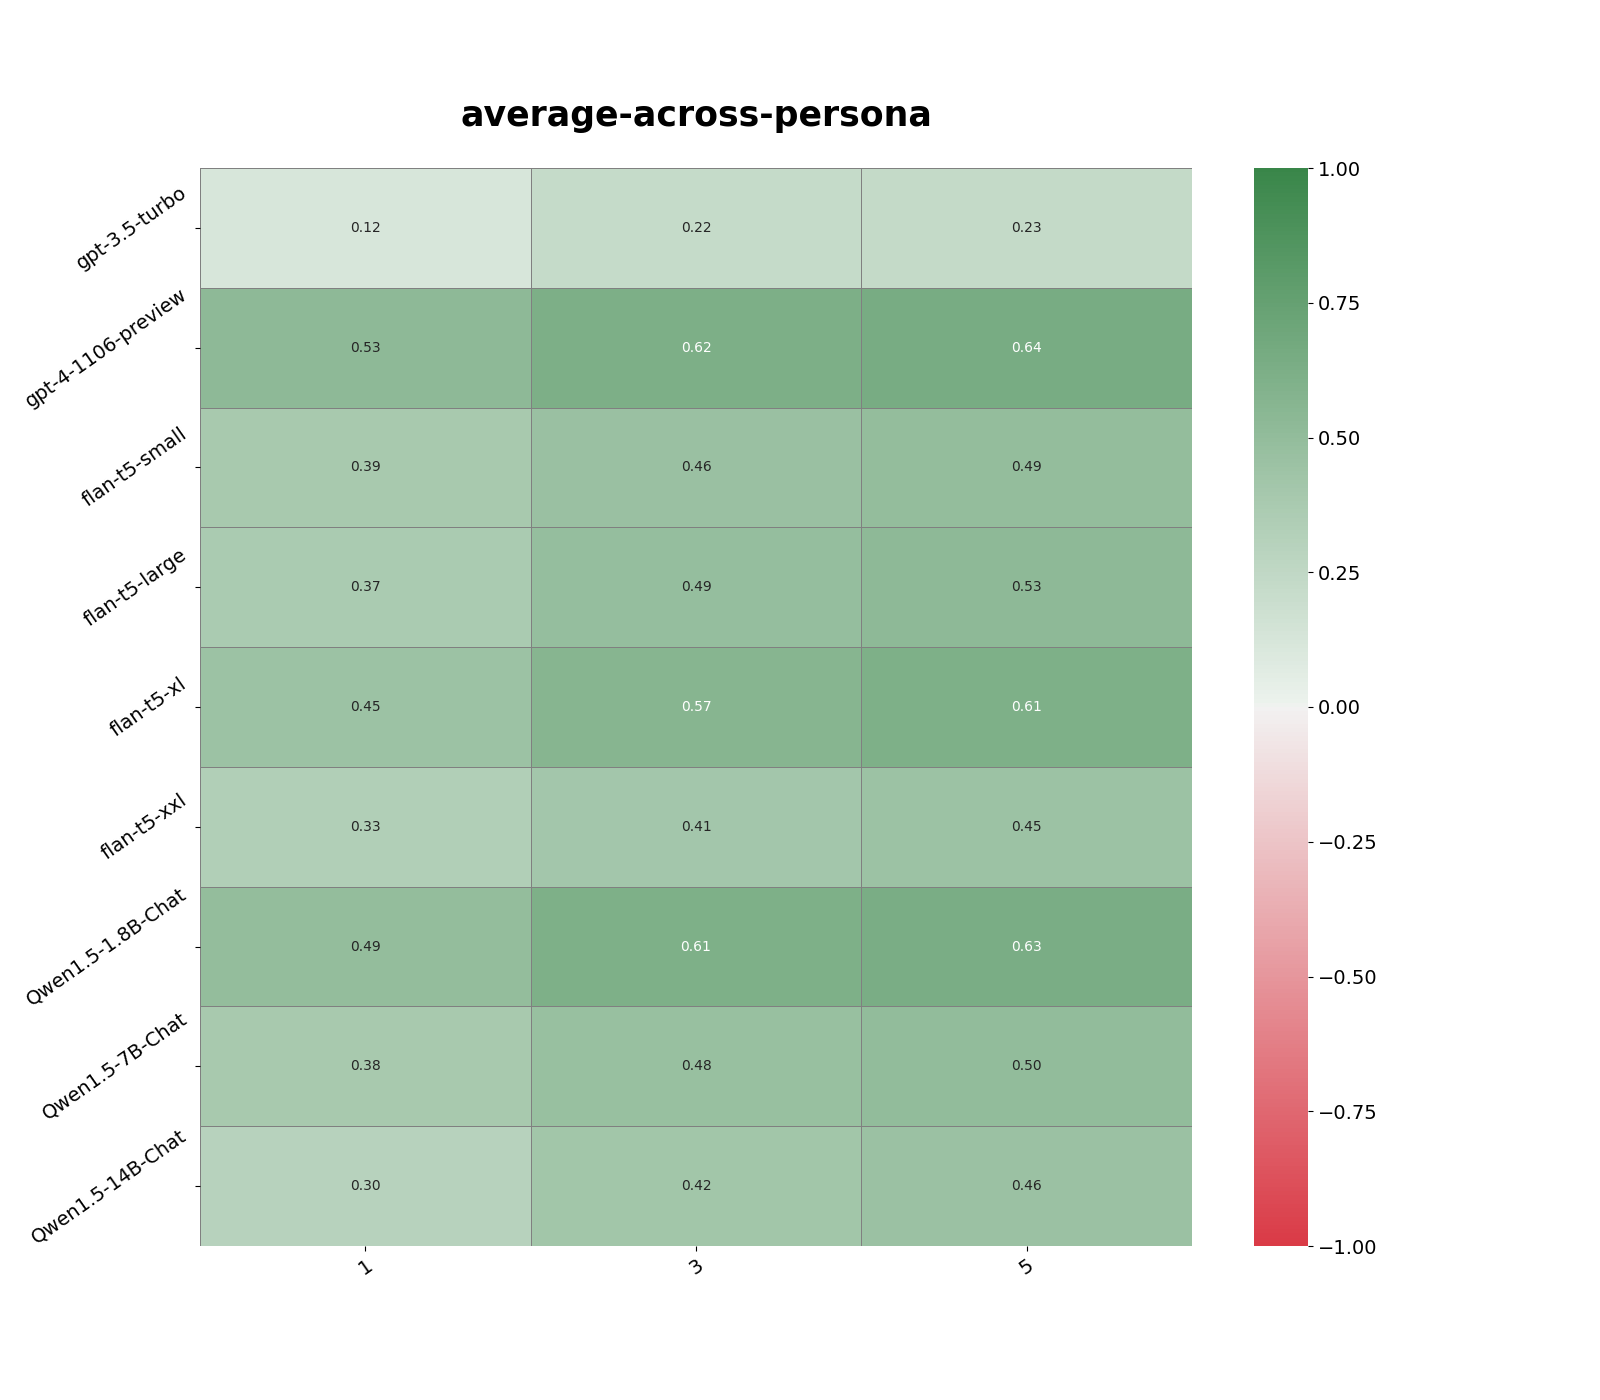 average-across-persona
gpt-3.5-turbo 0.12 0.22 0.23
gpt-4-1106-preview 0.53 0.62 0.64
flan-t5-small 0.39 0.46 0.49
flan-t5-large 0.37 0.49 0.53
flan-t5-xl 0.45 0.57 0.61
flan-t5-xxl 0.33 0.41 0.45
Qwen1.5-1.8B-Chat 0.49 0.61 0.63
Qwen1.5-7B-Chat 0.38 0.48 0.50
Qwen1.5-14B-Chat 0.30 0.42 0.46
1 3 5
1.00
0.75
0.50
0.25
0.00
−0.25
−0.50
−0.75
−1.00